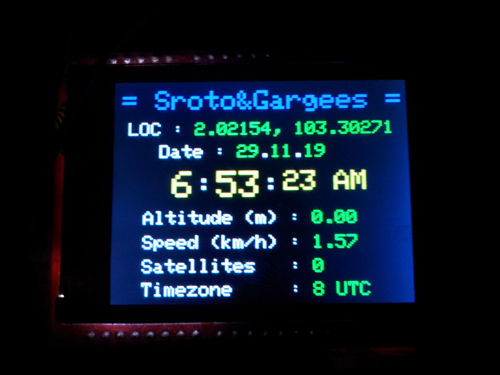 = Sroto&Gargees =
LOC : 2.02154, 103.30271
Date : 29.11.19
6:53:23 AM
Altitude (m) : 0.00
Speed (km/h) : 1.57
Satellites : 0
Timezone : 8 UTC